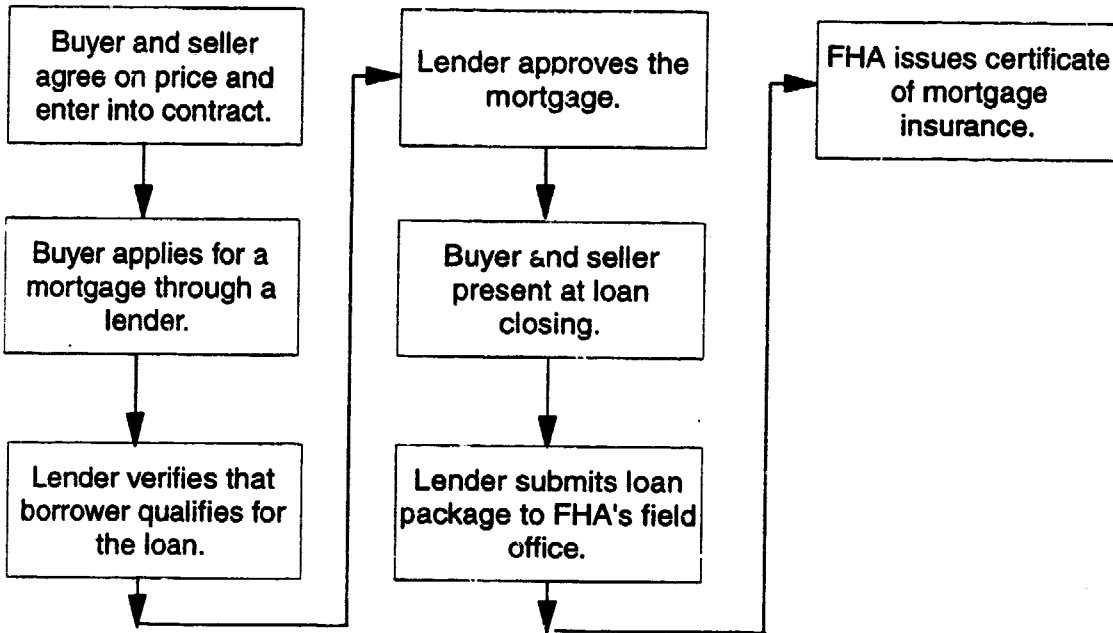 Buyer and seller
agree on price and
enter into contract.
Buyer applies for a
mortgage through a
lender.
Lender verifies that
borrower qualifies for
the loan.
Lender approves the
mortgage.
Buyer and seller
present at loan
closing.
Lender submits loan
package to FHA's field
office.
FHA issues certificate
of mortgage
insurance.